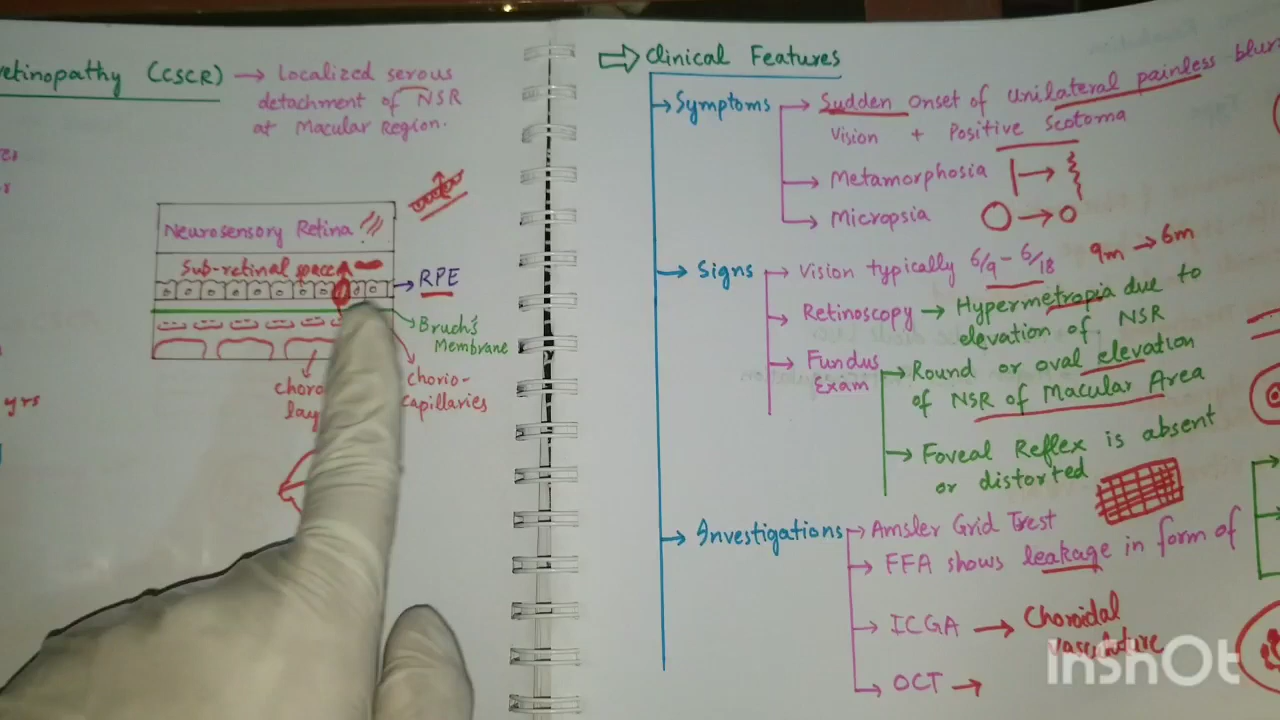 retinopathy (CSCR) → Localized serous
detachment of NSR
at Macular Region.
yrs
Neurosensory Retina
Sub-retinal space
RPE
Bruch's
Membrane
Chorio-
capillaries
⇒ Clinical Features
→ Symptoms → Sudden onset of unilateral painless
Vision + Positive Scotoma
→ Metamorphosia
→ Micropsia
→ Signs → Vision typically 6/9 - 6/18 9m → 6m
→ Retinoscopy → Hypermetropia due to
elevation of NSR
→ Fundus
Exam
→ Round or oval elevation
of NSR of Macular Area
→ Foveal Reflex is absent
or distorted
→ Investigations → Amsler Grid Trest
→ FFA shows leakage in form of
→ ICGA → Choroidal
vasculature
→ OCT →
InShOt